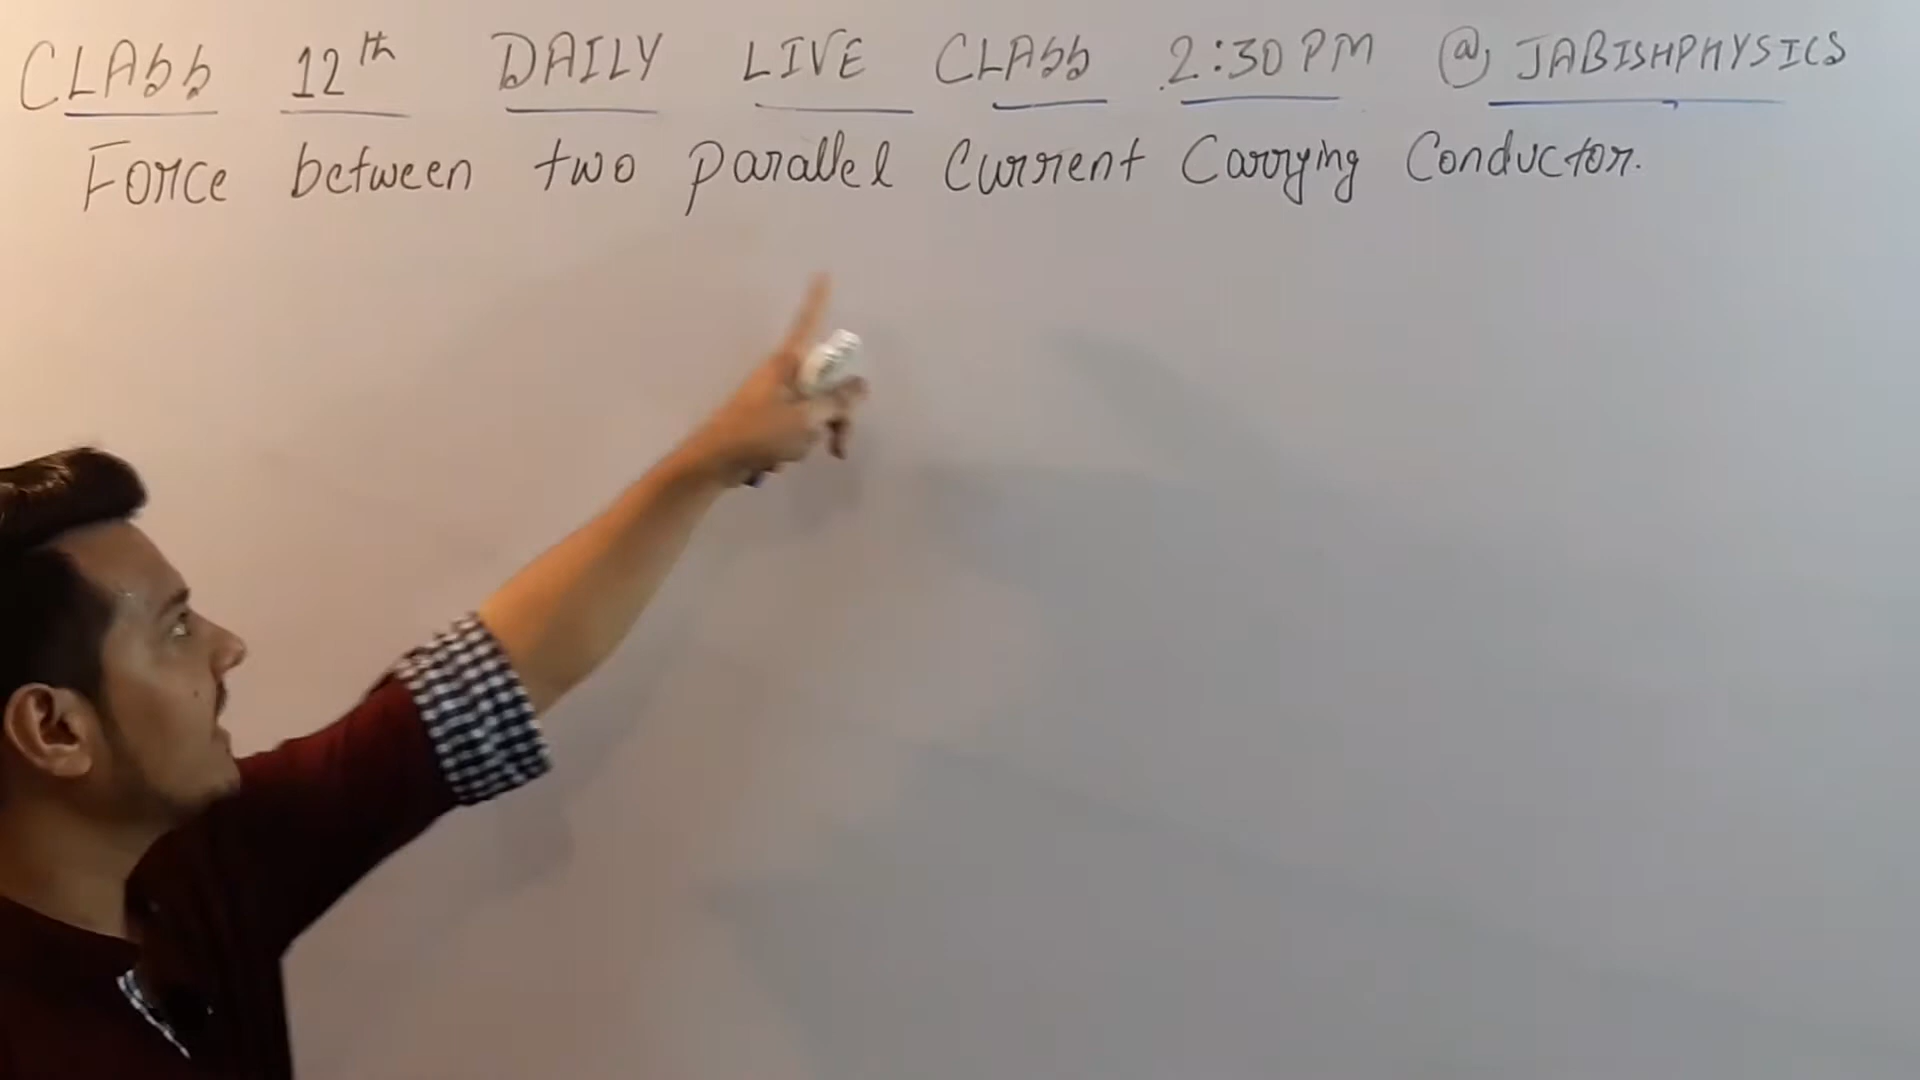 CLASS 12th DAILY LIVE CLASS 2:30 PM @JABISHPHYSICS
Force between two parallel Current Carrying Conductor.